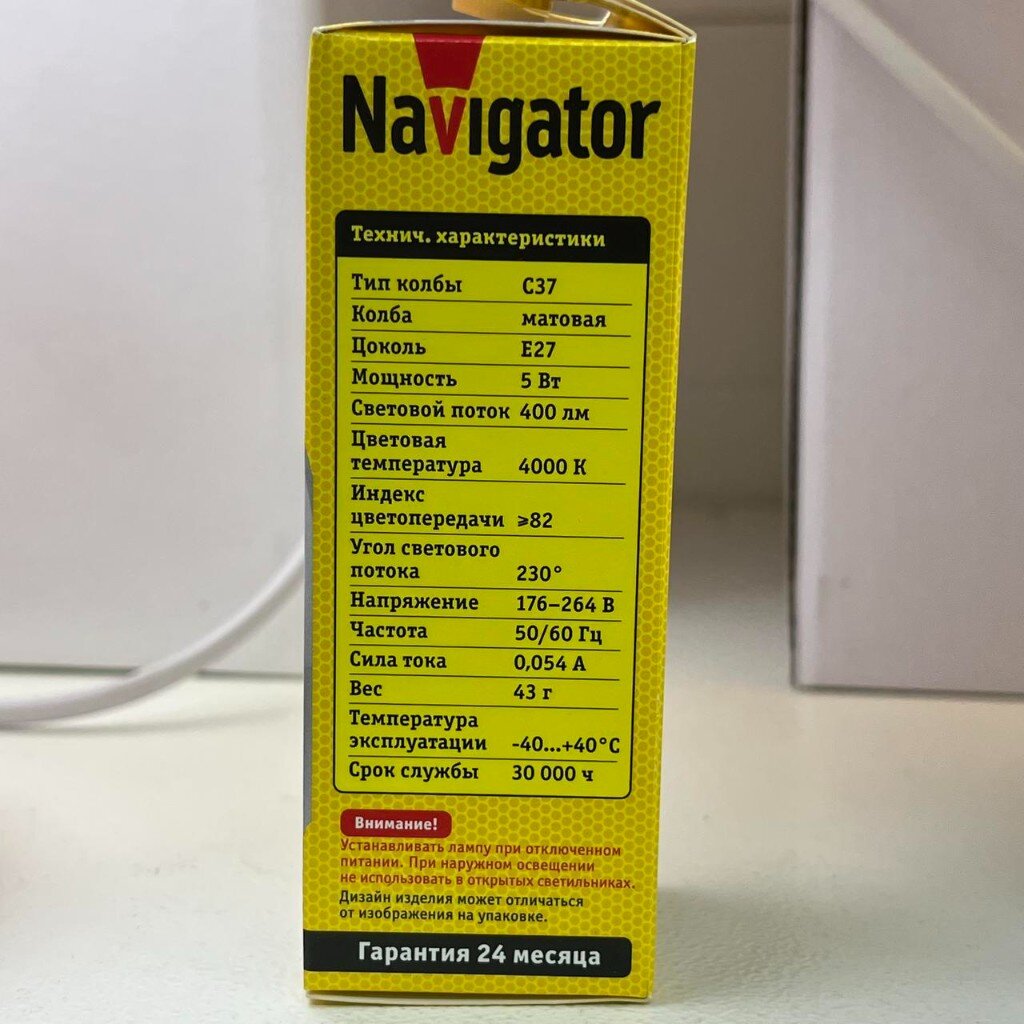 Navigator
Технич. характеристики
Тип колбы C37
Колба матовая
Цоколь E27
Мощность 5 Вт
Световой поток 400 лм
Цветовая
температура 4000 К
Индекс
цветопередачи ≥82
Угол светового
потока 230°
Напряжение 176–264 В
Частота 50/60 Гц
Сила тока 0,054 А
Вес 43 г
Температура
эксплуатации -40...+40°C
Срок службы 30 000 ч
Внимание!
Устанавливать лампу при отключенном
питании. При наружном освещении
не использовать в открытых светильниках.
Дизайн изделия может отличаться
от изображения на упаковке.
Гарантия 24 месяца